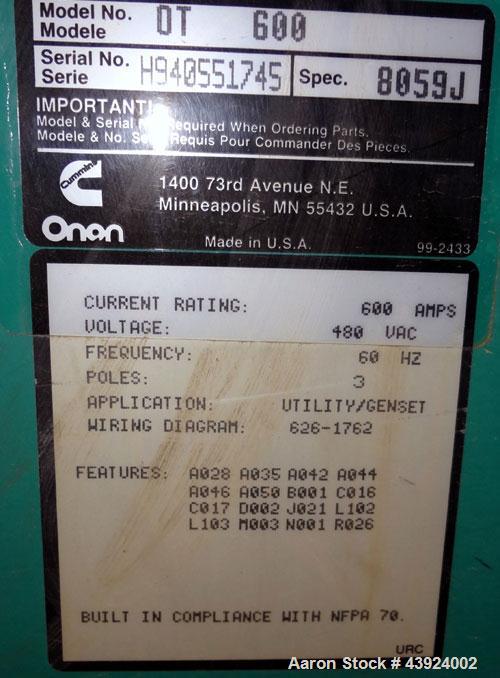 Model No. OT 600
Modele
Serial No. H940551745 Spec. 8059J
Serie
IMPORTANT!
Model & Serial Required When Ordering Parts.
Modele & No. Requis Pour Commander Des Pieces.
Cummins
Onan
1400 73rd Avenue N.E.
Minneapolis, MN 55432 U.S.A.
Made in U.S.A.
99-2433
CURRENT RATING: 600 AMPS
VOLTAGE: 480 VAC
FREQUENCY: 60 HZ
POLES: 3
APPLICATION: UTILITY/GENSET
WIRING DIAGRAM: 626-1762
FEATURES: A028 A035 A042 A044
A046 A050 B001 C016
C017 D002 J021 L102
L103 M003 N001 R026
BUILT IN COMPLIANCE WITH NFPA 70.
URC
Aaron Stock # 43924002